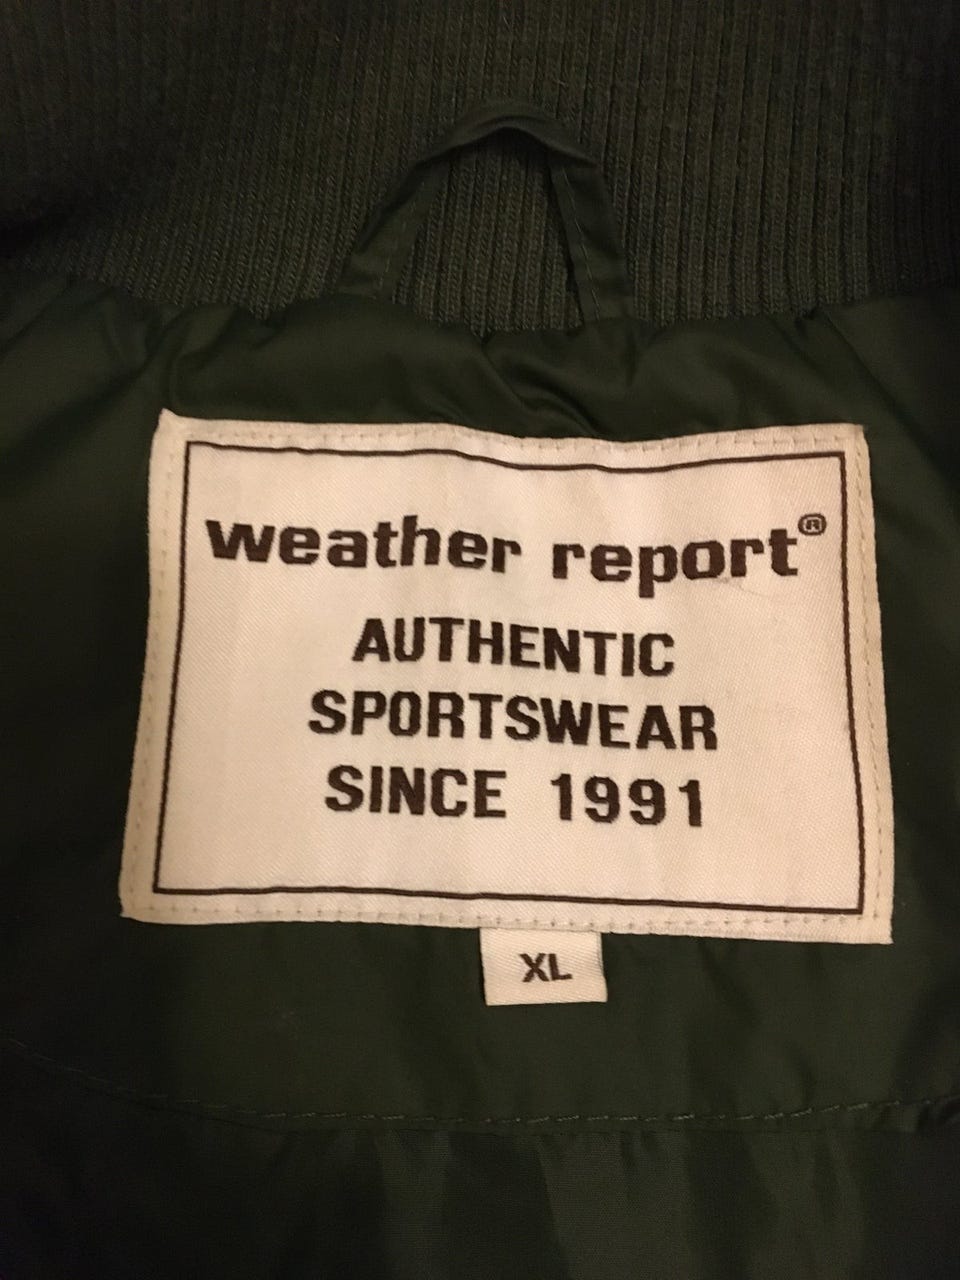 weather report®
AUTHENTIC
SPORTSWEAR
SINCE 1991
XL